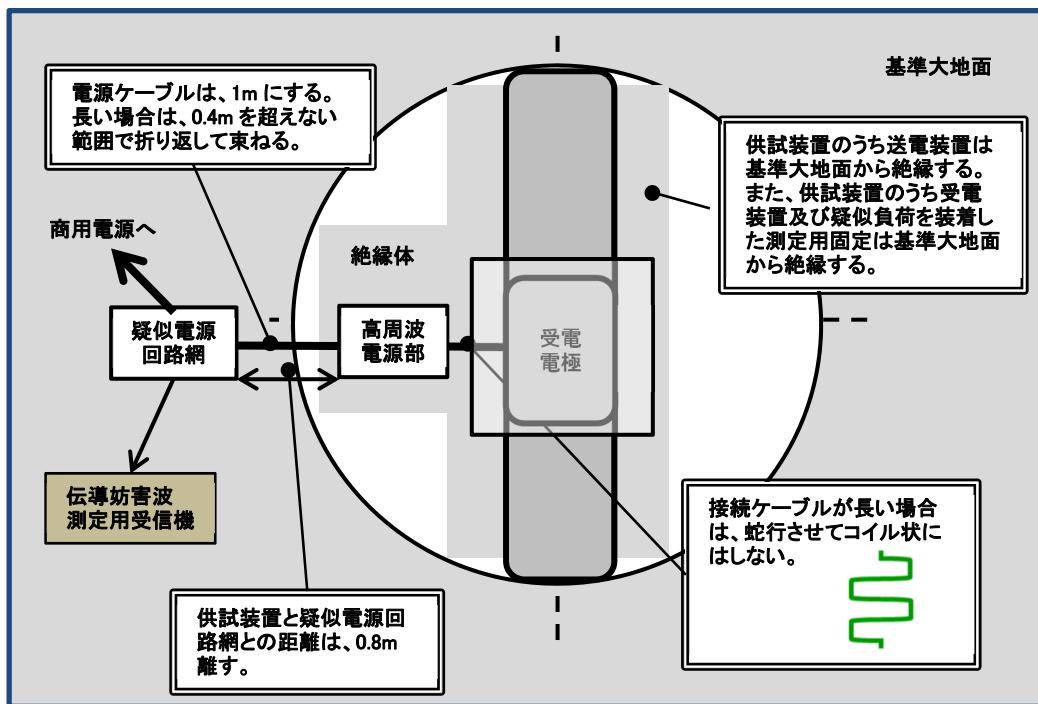 基準大地面
電源ケーブルは、1m にする。
長い場合は、0.4m を超えない
範囲で折り返して束ねる。
供試装置のうち送電装置は
基準大地面から絶縁する。
また、供試装置のうち受電
装置及び疑似負荷を装着し
た測定用固定は基準大地面
から絶縁する。
商用電源へ
絶縁体
疑似電源
回路網
高周波
電源部
受電
電極
伝導妨害波
測定用受信機
接続ケーブルが長い場合
は、蛇行させてコイル状に
はしない。
供試装置と疑似電源回
路網との距離は、0.8m
離す。